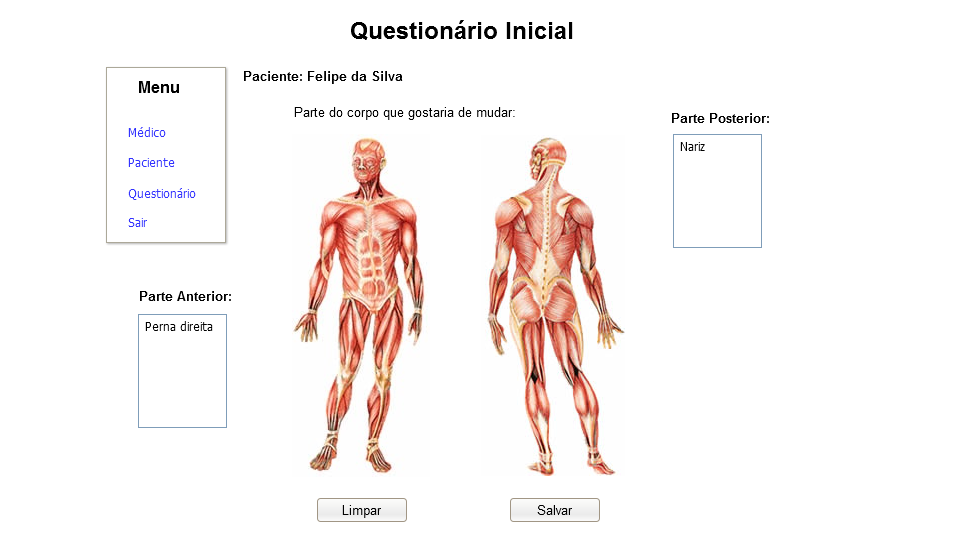 Questionário Inicial
Menu
Médico
Paciente
Questionário
Sair
Paciente: Felipe da Silva
Parte do corpo que gostaria de mudar:
Parte Posterior:
Nariz
Parte Anterior:
Perna direita
Limpar
Salvar